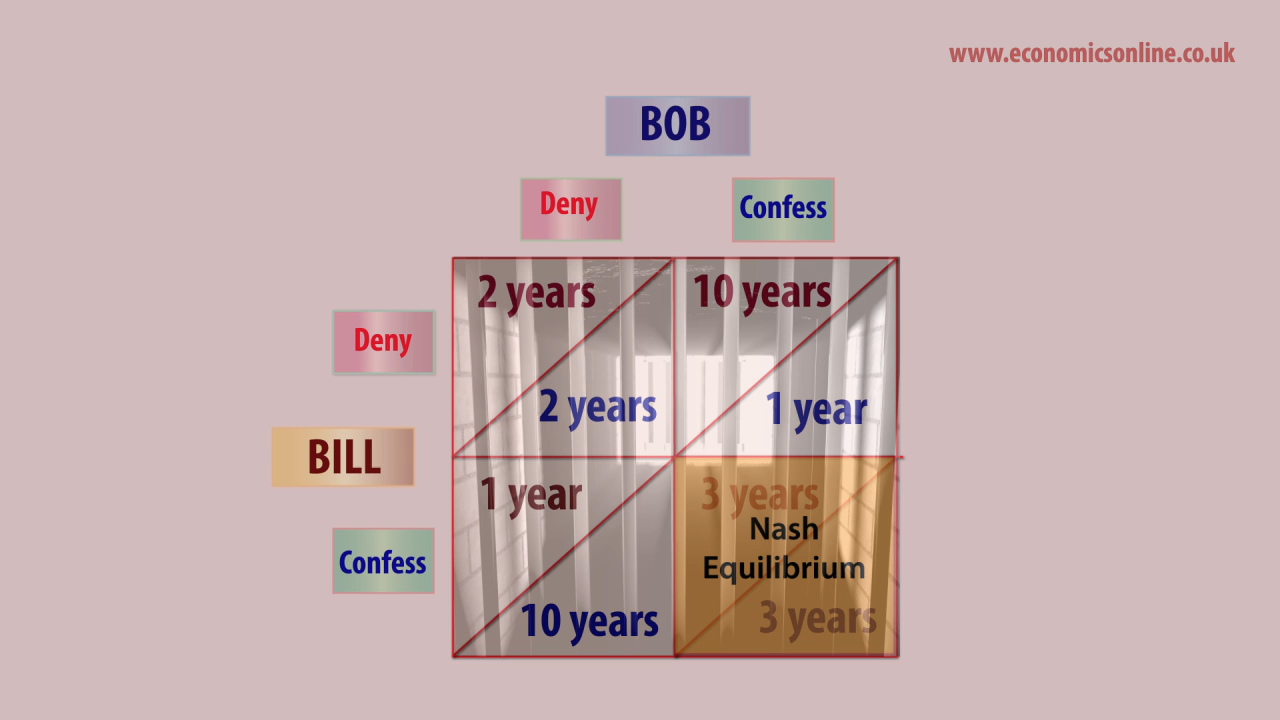 www.economicsonline.co.uk
BOB
Deny
Confess
2 years
10 years
Deny
2 years
1 year
BILL
1 year
3 years
Nash
Equilibrium
Confess
10 years
3 years